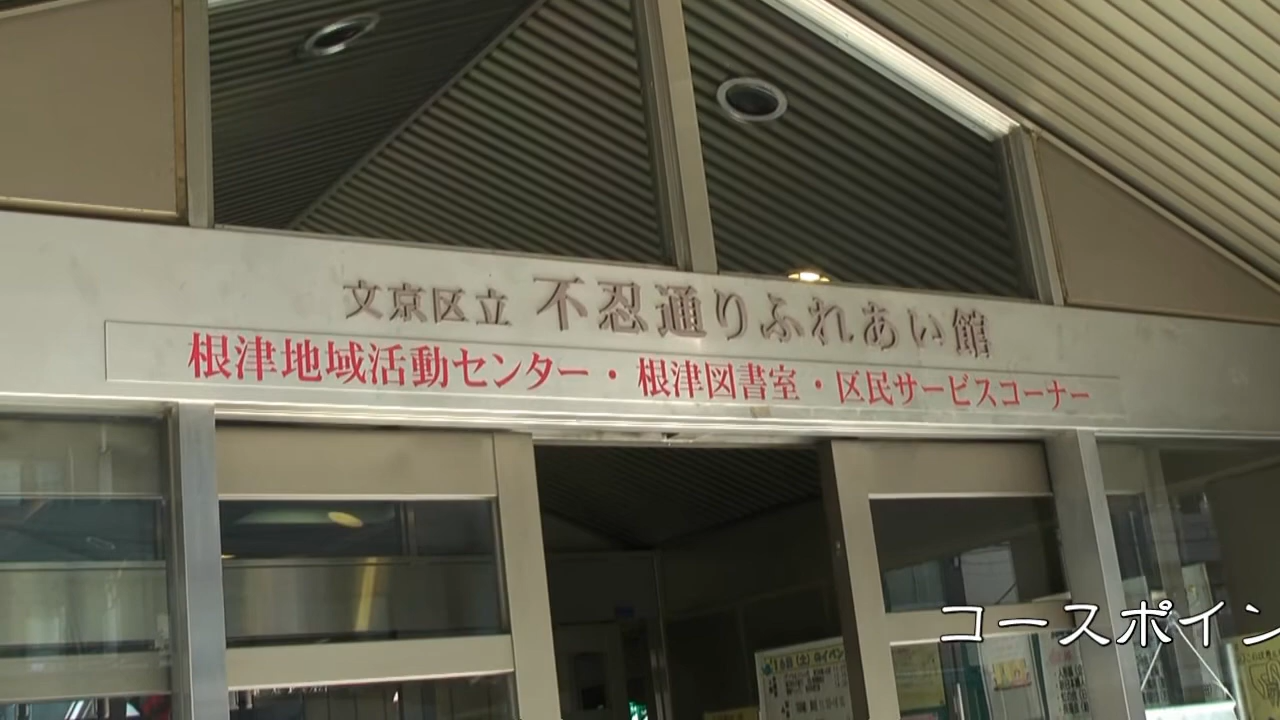 文京区立 不忍通りふれあい館
根津地域活動センター・根津図書室・区民サービスコーナー
コースポイン